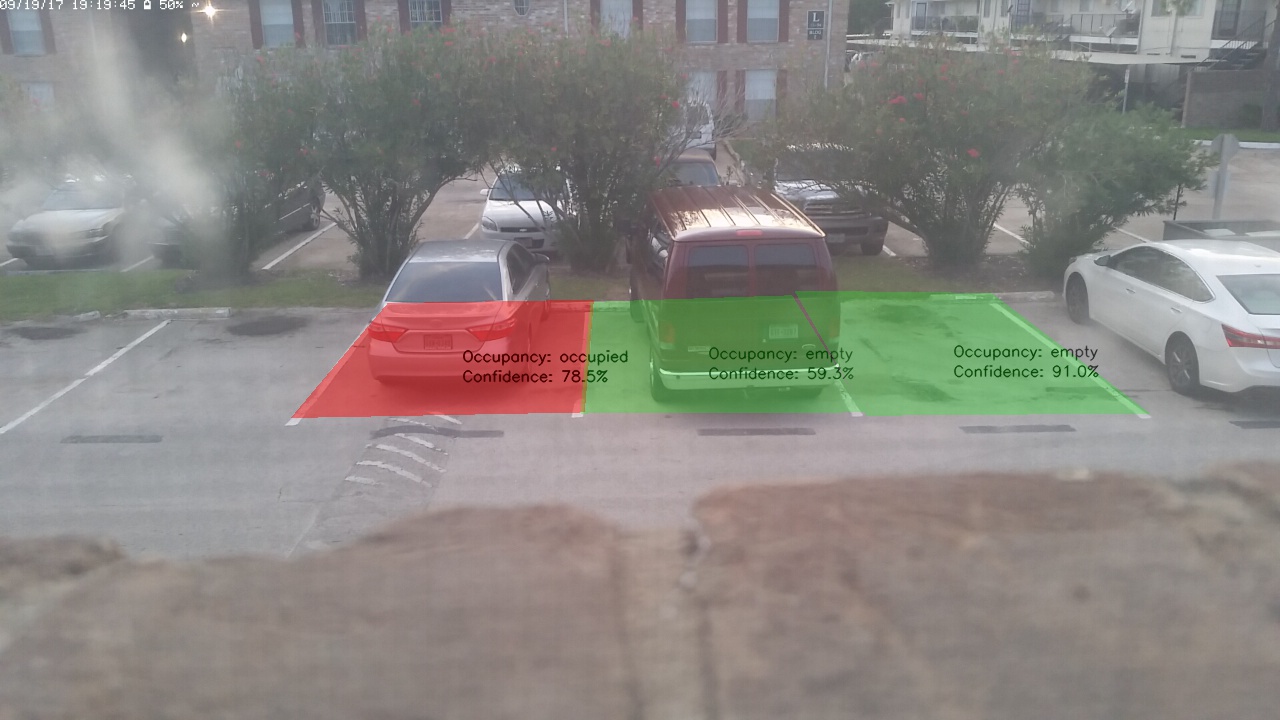 09/19/17 19:19:45 50% ~
L
Occupancy: occupied
Confidence: 78.5%
Occupancy: empty
Confidence: 59.3%
Occupancy: empty
Confidence: 91.0%